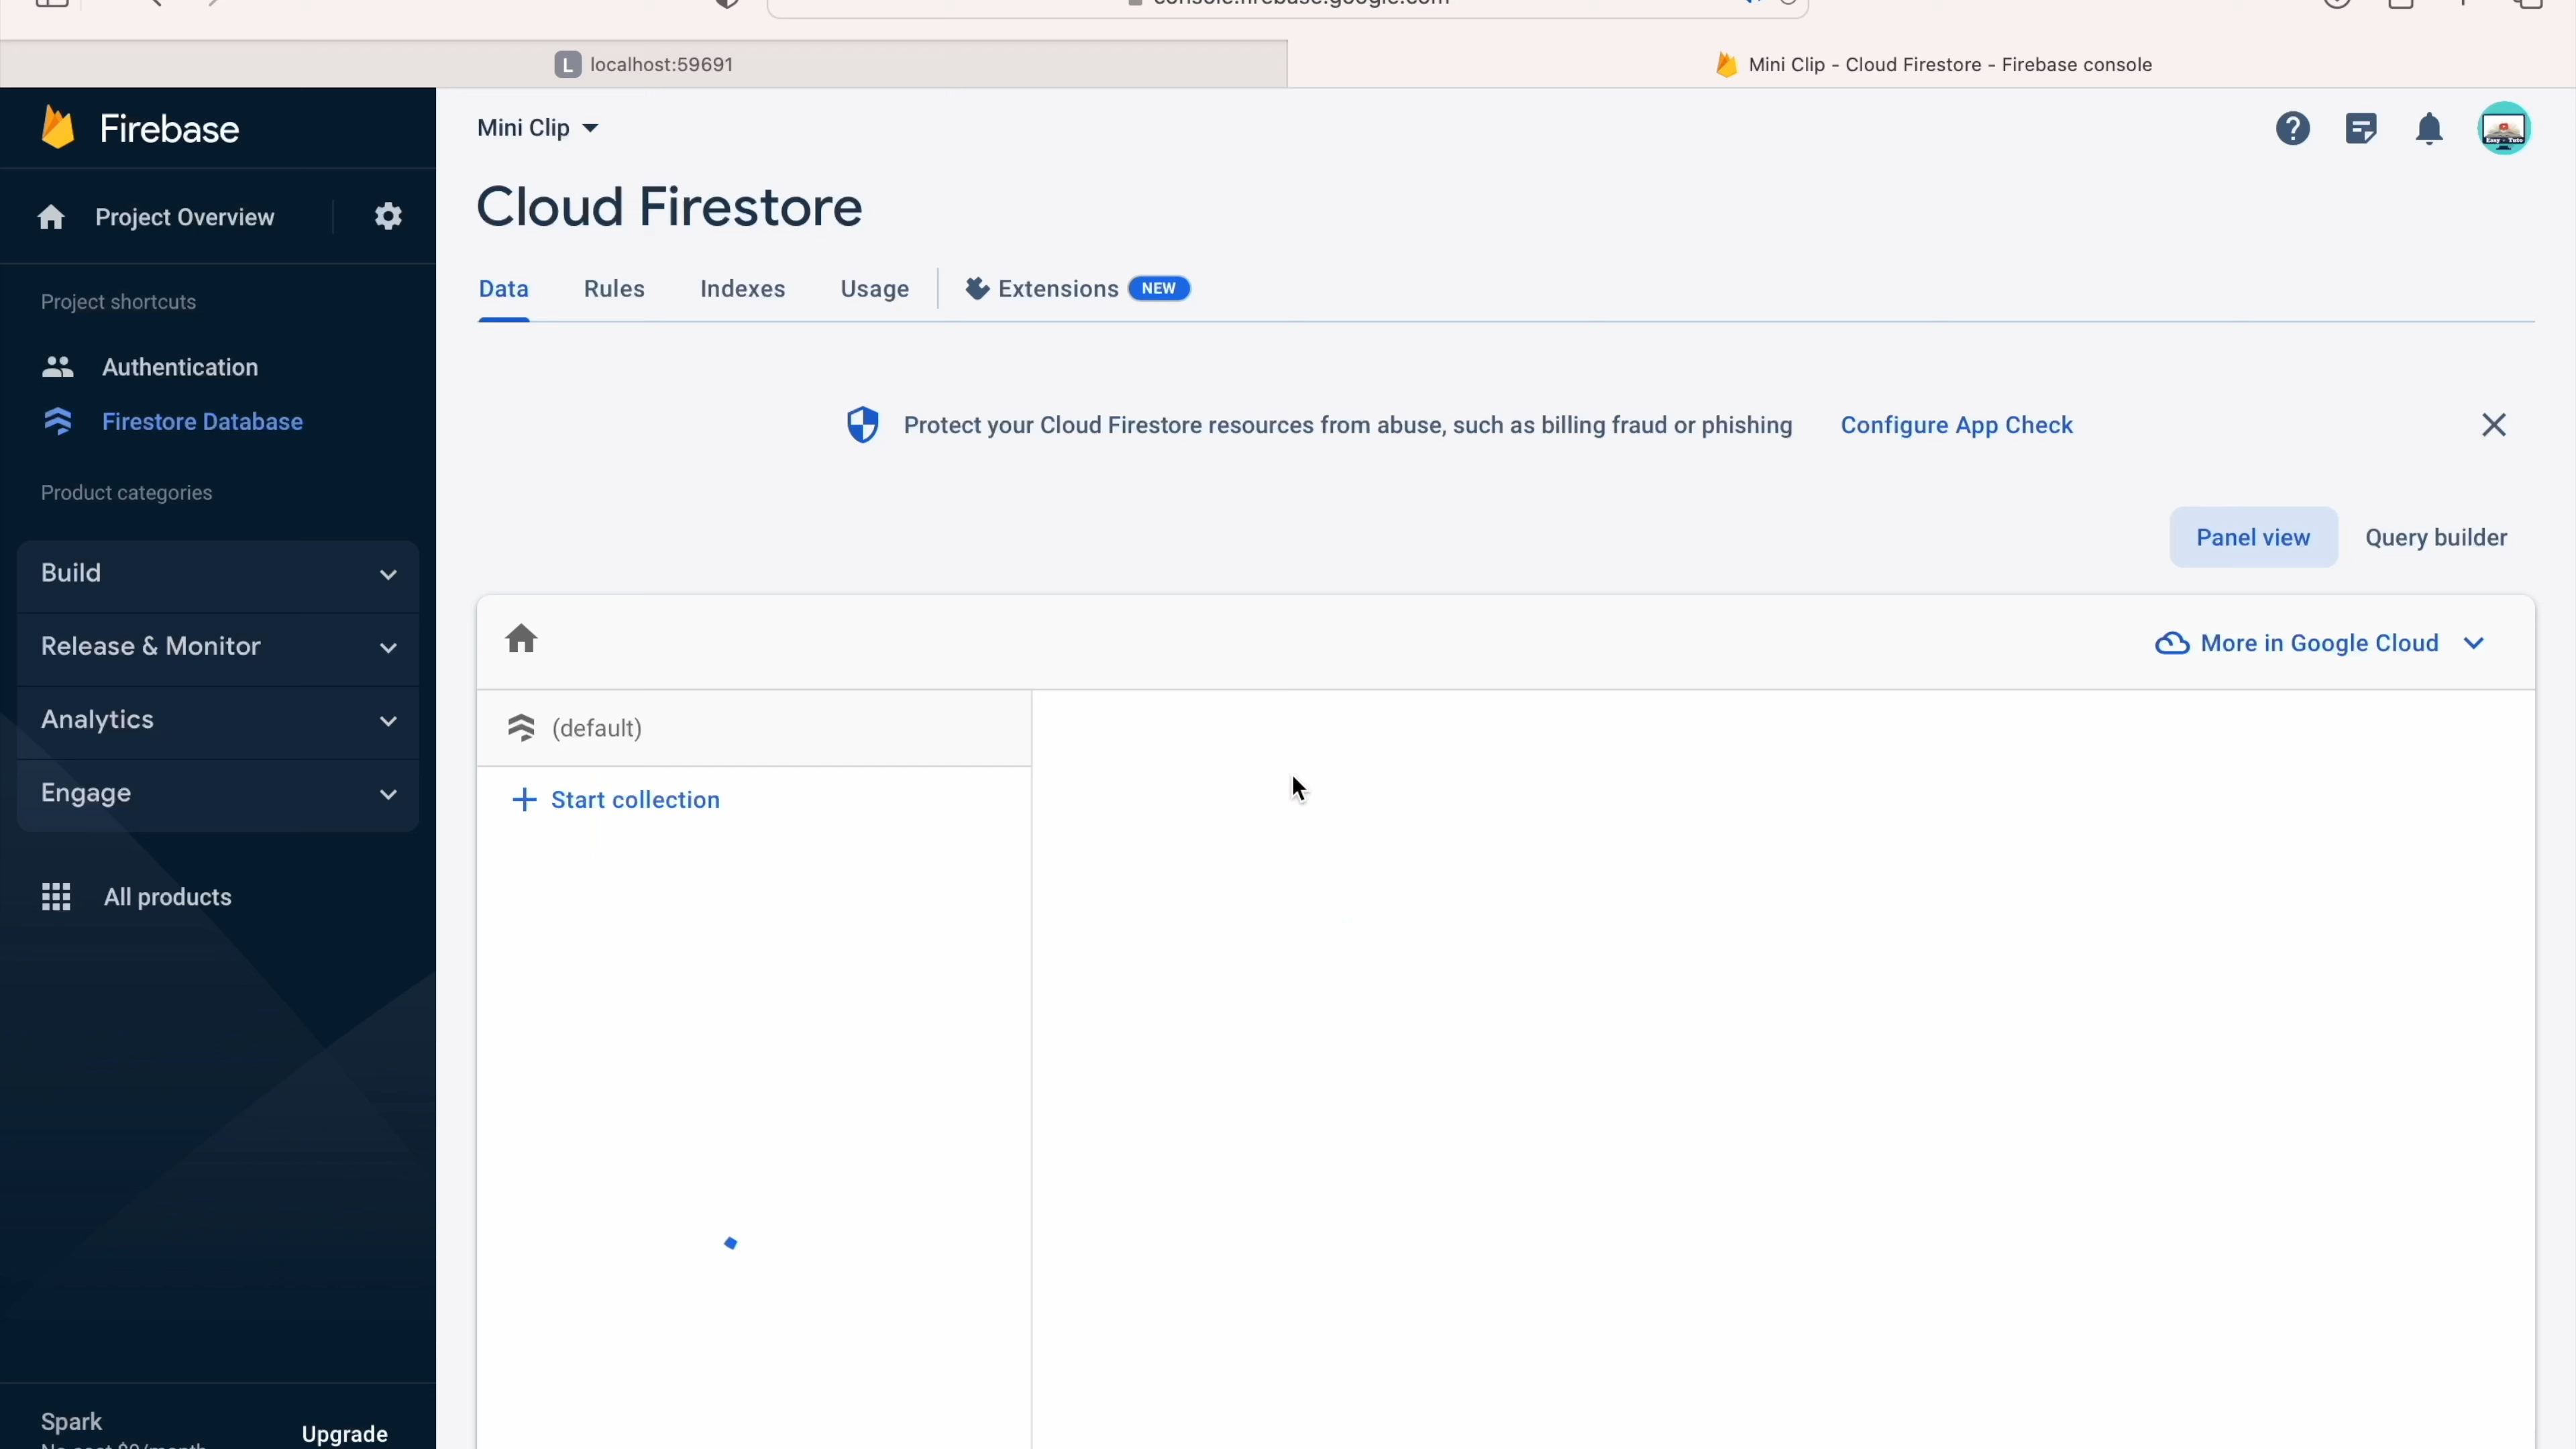 L localhost:59691
Mini Clip - Cloud Firestore - Firebase console
Firebase
Mini Clip
Project Overview
Cloud Firestore
Data Rules Indexes Usage Extensions NEW
Project shortcuts
Authentication
Firestore Database
Protect your Cloud Firestore resources from abuse, such as billing fraud or phishing Configure App Check
Product categories
Panel view Query builder
Build
Release & Monitor
Analytics
Engage
All products
More in Google Cloud
(default)
Start collection
Spark
Upgrade